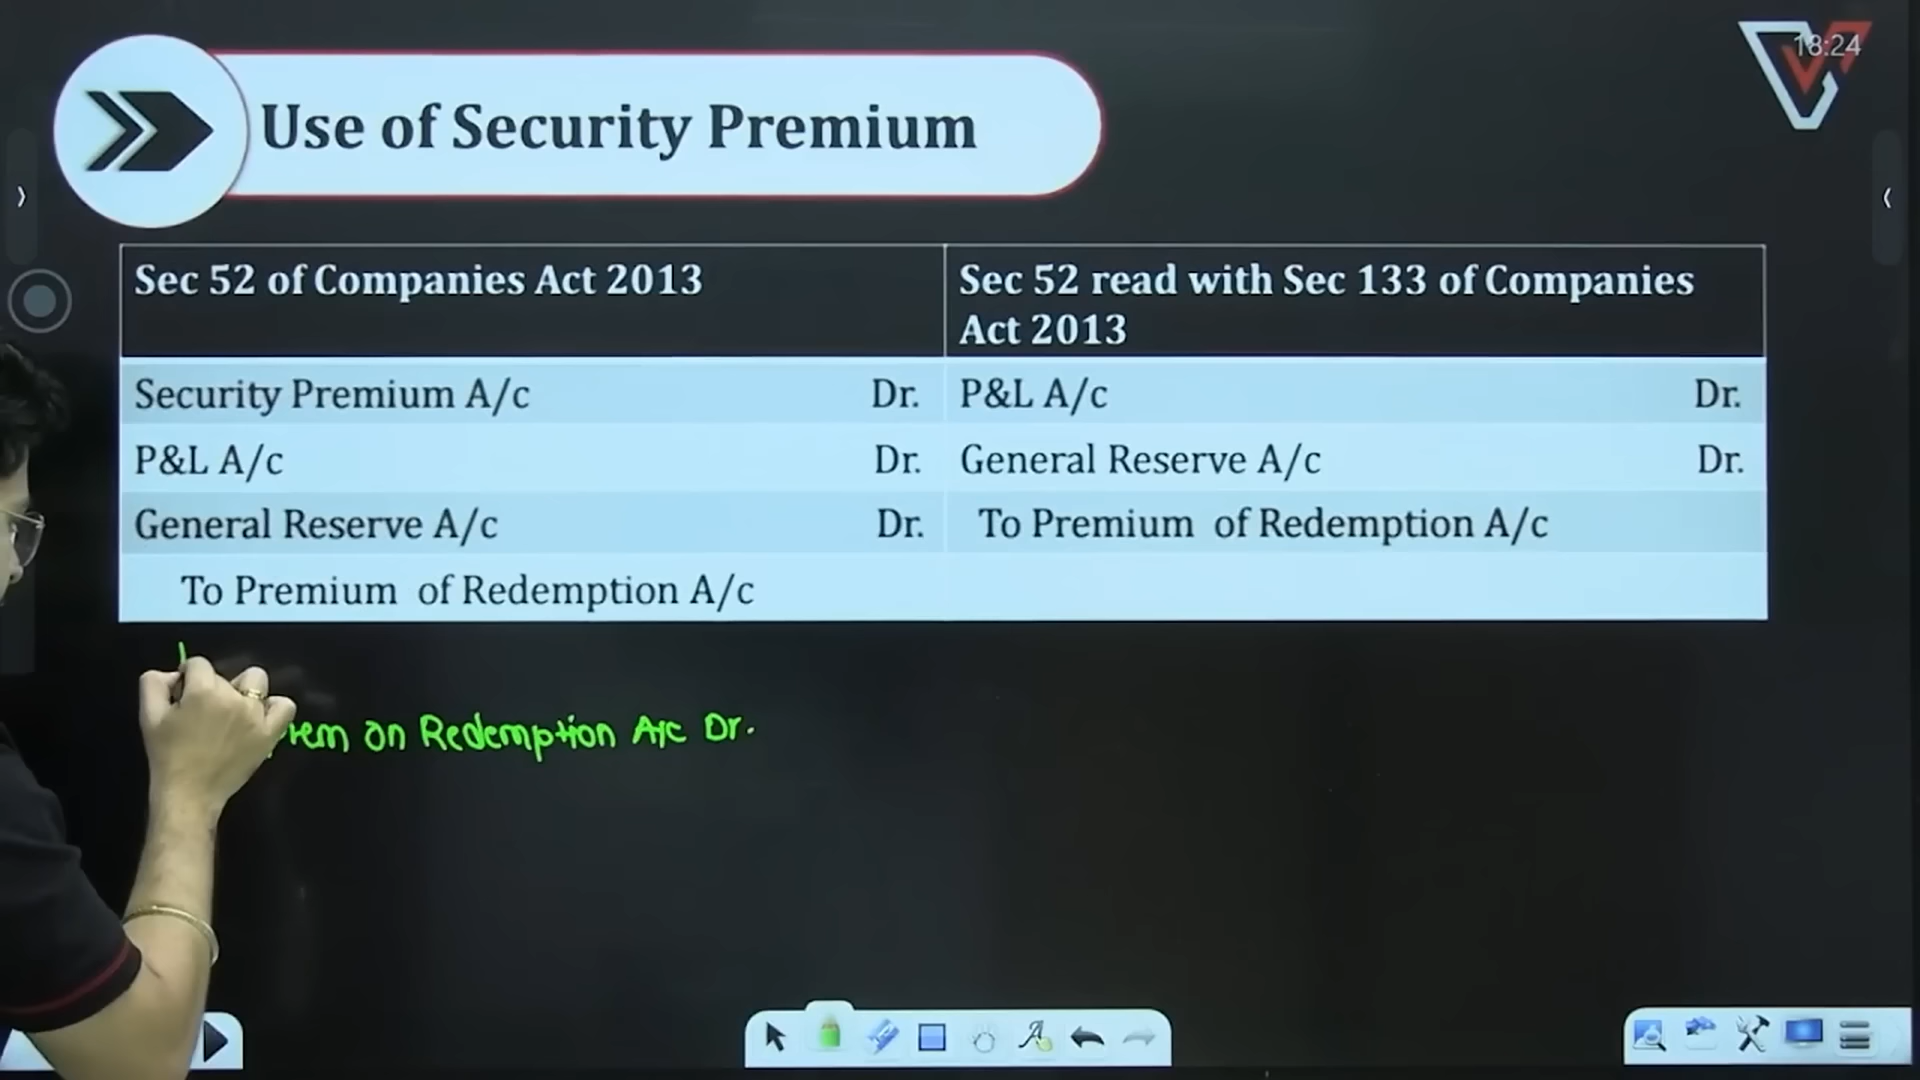 18:24
Use of Security Premium
Sec 52 of Companies Act 2013
Sec 52 read with Sec 133 of Companies
Act 2013
Security Premium A/c Dr. P&L A/c Dr.
P&L A/c Dr. General Reserve A/c Dr.
General Reserve A/c Dr. To Premium of Redemption A/c
To Premium of Redemption A/c
on Redemption A/c Dr.